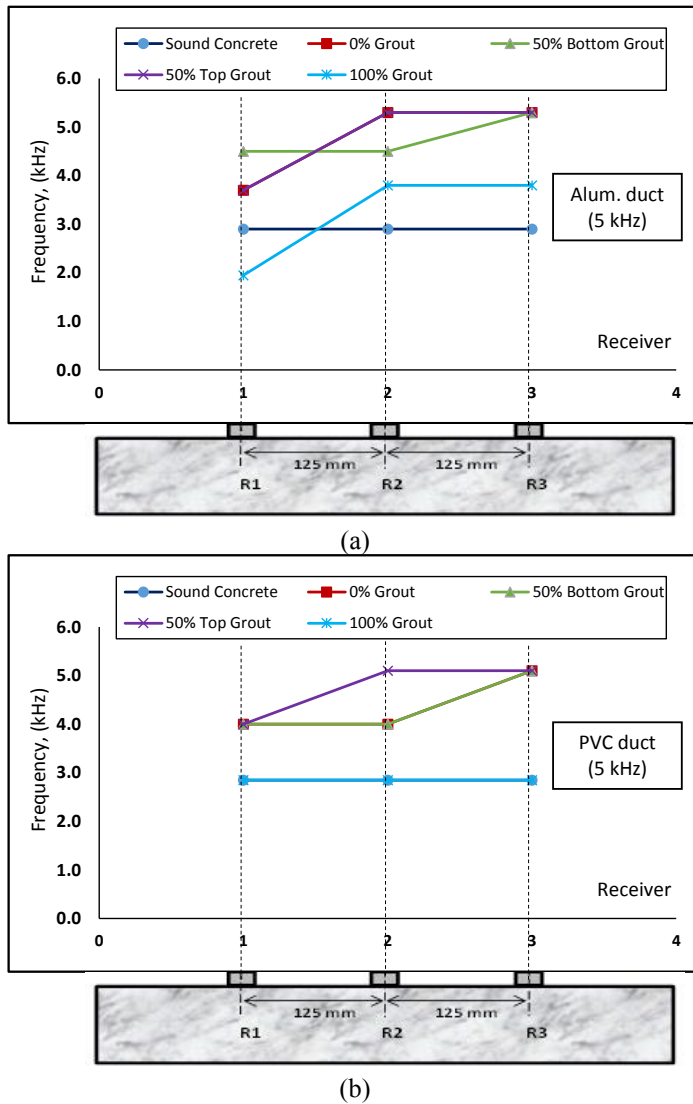 Sound Concrete 0% Grout 50% Bottom Grout
50% Top Grout 100% Grout
6.0
5.0
4.0
3.0
2.0
1.0
0.0
Frequency, (kHz)
Alum. duct
(5 kHz)
Receiver
0 1 2 3 4
125 mm 125 mm
R1 R2 R3
(a)
Sound Concrete 0% Grout 50% Bottom Grout
50% Top Grout 100% Grout
6.0
5.0
4.0
3.0
2.0
1.0
0.0
Frequency, (kHz)
PVC duct
(5 kHz)
Receiver
0 1 2 3 4
125 mm 125 mm
R1 R2 R3
(b)